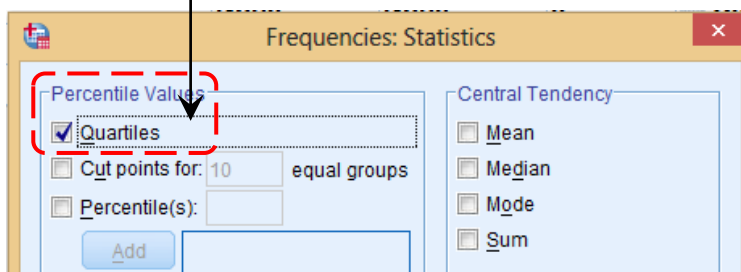 Frequencies: Statistics
Percentile Values
Quartiles
Cut points for: 10 equal groups
Percentile(s):
Add
Central Tendency
Mean
Median
Mode
Sum